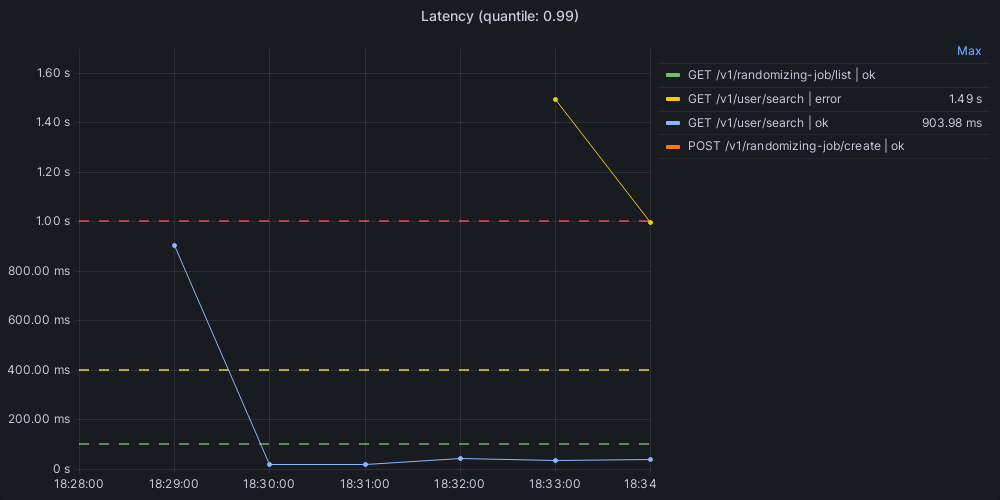 Latency (quantile: 0.99)
Max
GET /v1/randomizing-job/list | ok
GET /v1/user/search | error 1.49 s
GET /v1/user/search | ok 903.98 ms
POST /v1/randomizing-job/create | ok
1.60 s
1.40 s
1.20 s
1.00 s
800.00 ms
600.00 ms
400.00 ms
200.00 ms
0 s
18:28:00 18:29:00 18:30:00 18:31:00 18:32:00 18:33:00 18:34